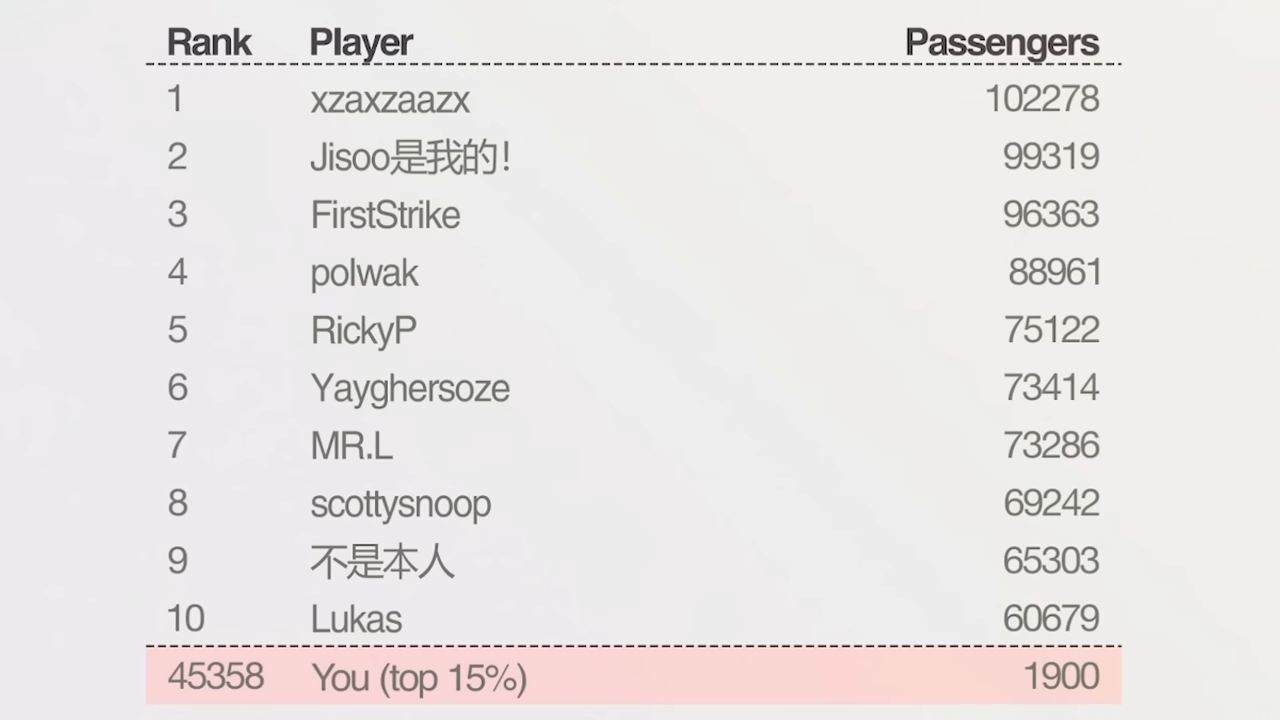 Rank Player Passengers
1 xzaxzaazx 102278
2 Jisoo是我的! 99319
3 FirstStrike 96363
4 polwak 88961
5 RickyP 75122
6 Yayghersoze 73414
7 MR.L 73286
8 scottysnoop 69242
9 不是本人 65303
10 Lukas 60679
45358 You (top 15%) 1900